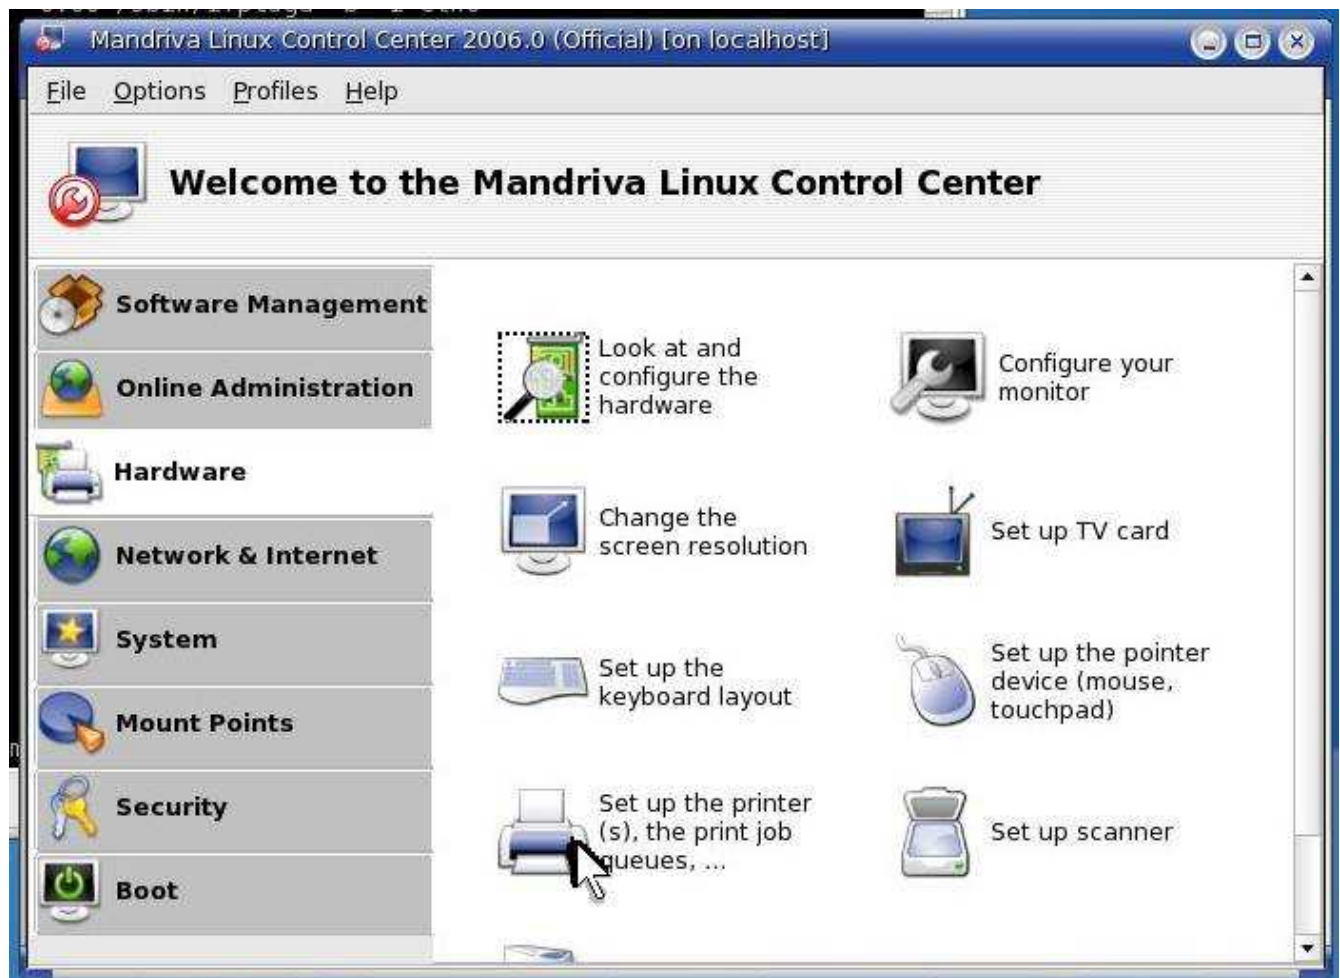 Mandriva Linux Control Center 2006.0 (Official) [on localhost]
File Options Profiles Help
Welcome to the Mandriva Linux Control Center
Software Management
Online Administration
Hardware
Network & Internet
System
Mount Points
Security
Boot
Look at and
configure the
hardware
Configure your
monitor
Change the
screen resolution
Set up TV card
Set up the
keyboard layout
Set up the pointer
device (mouse,
touchpad)
Set up the printer
(s), the print job
queues, ...
Set up scanner